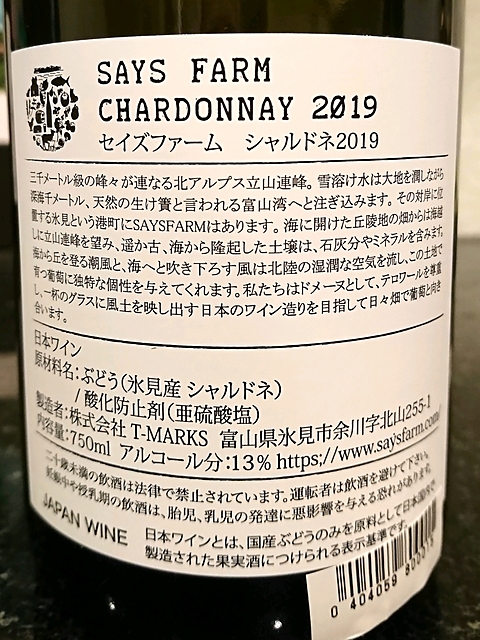 SAYS FARM
CHARDONNAY 2019
セイズファーム　シャルドネ2019
三千メートル級の峰々が連なる北アルプス立山連峰。雪溶け水は大地を潤しながら
深海千メートル、天然の生け簀と言われる富山湾へと注ぎ込みます。その対岸に位
置する氷見という港町にSAYSFARMはあります。海に開けた丘陵地の畑からは海越
しに立山連峰を望み、遥か古、海から隆起した土壌は、石灰分やミネラルを含みます。
海から丘を登る潮風と、海へと吹き下ろす風は北陸の湿潤な空気を流し、この土地で
育つ葡萄に独特な個性を与えてくれます。私たちはドメーヌとして、テロワールを尊重
し、一杯のグラスに風土を映し出す日本のワイン造りを目指して日々畑で葡萄と向き
合います。
日本ワイン
原材料名：ぶどう（氷見産 シャルドネ）
/ 酸化防止剤（亜硫酸塩）
製造者：株式会社 T-MARKS 富山県氷見市余川字北山255-1
内容量：750ml アルコール分：13% https://www.saysfarm.com/
二十歳未満の飲酒は法律で禁止されています。運転者は飲酒を避けて下さい。
妊娠中や授乳期の飲酒は、胎児、乳児の発達に悪影響を与える恐れがあります。
JAPAN WINE
日本ワインとは、国産ぶどうのみを原料として日本国内で
製造された果実酒につけられる表示基準です。
0 404059 800